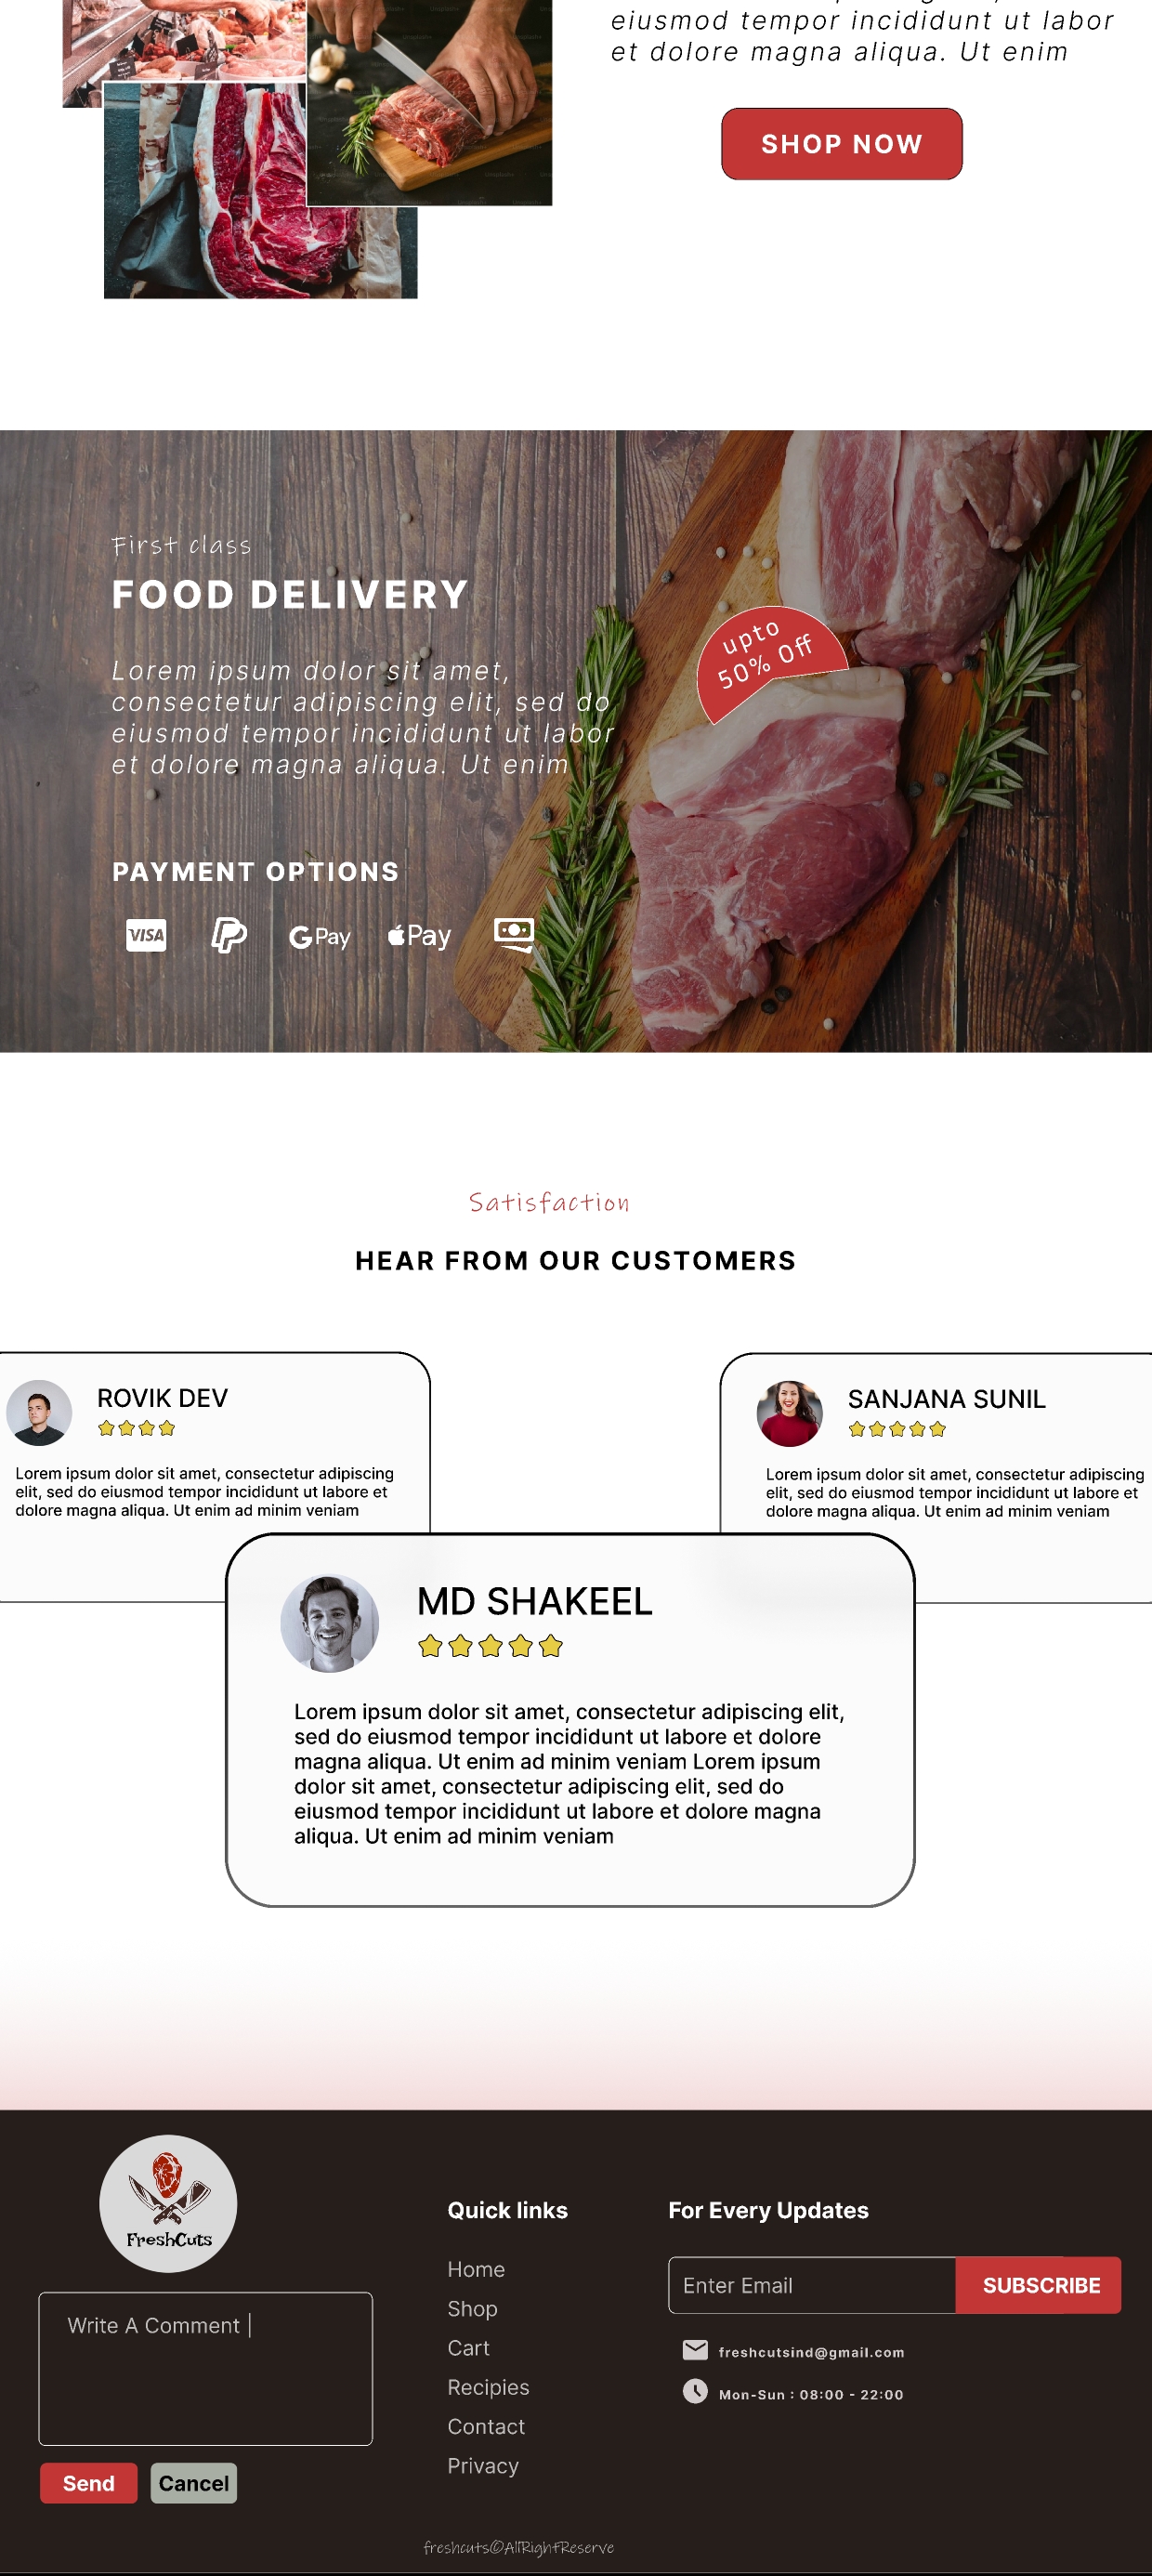 eiusmod tempor incididunt ut labor
et dolore magna aliqua. Ut enim
SHOP NOW
First class
FOOD DELIVERY
Lorem ipsum dolor sit amet,
consectetur adipiscing elit, sed do
eiusmod tempor incididunt ut labor
et dolore magna aliqua. Ut enim
upto
50% Off
PAYMENT OPTIONS
VISA
G Pay
Pay
Satisfaction
HEAR FROM OUR CUSTOMERS
ROVIK DEV
Lorem ipsum dolor sit amet, consectetur adipiscing
elit, sed do eiusmod tempor incididunt ut labore et
dolore magna aliqua. Ut enim ad minim veniam
SANJANA SUNIL
Lorem ipsum dolor sit amet, consectetur adipiscing
elit, sed do eiusmod tempor incididunt ut labore et
dolore magna aliqua. Ut enim ad minim veniam
MD SHAKEEL
Lorem ipsum dolor sit amet, consectetur adipiscing elit,
sed do eiusmod tempor incididunt ut labore et dolore
magna aliqua. Ut enim ad minim veniam Lorem ipsum
dolor sit amet, consectetur adipiscing elit, sed do
eiusmod tempor incididunt ut labore et dolore magna
aliqua. Ut enim ad minim veniam
FreshCuts
Write A Comment |
Send
Cancel
Quick links
Home
Shop
Cart
Recipies
Contact
Privacy
For Every Updates
Enter Email
SUBSCRIBE
freshcutsind@gmail.com
Mon-Sun : 08:00 - 22:00
freshcuts©AllRightReserve